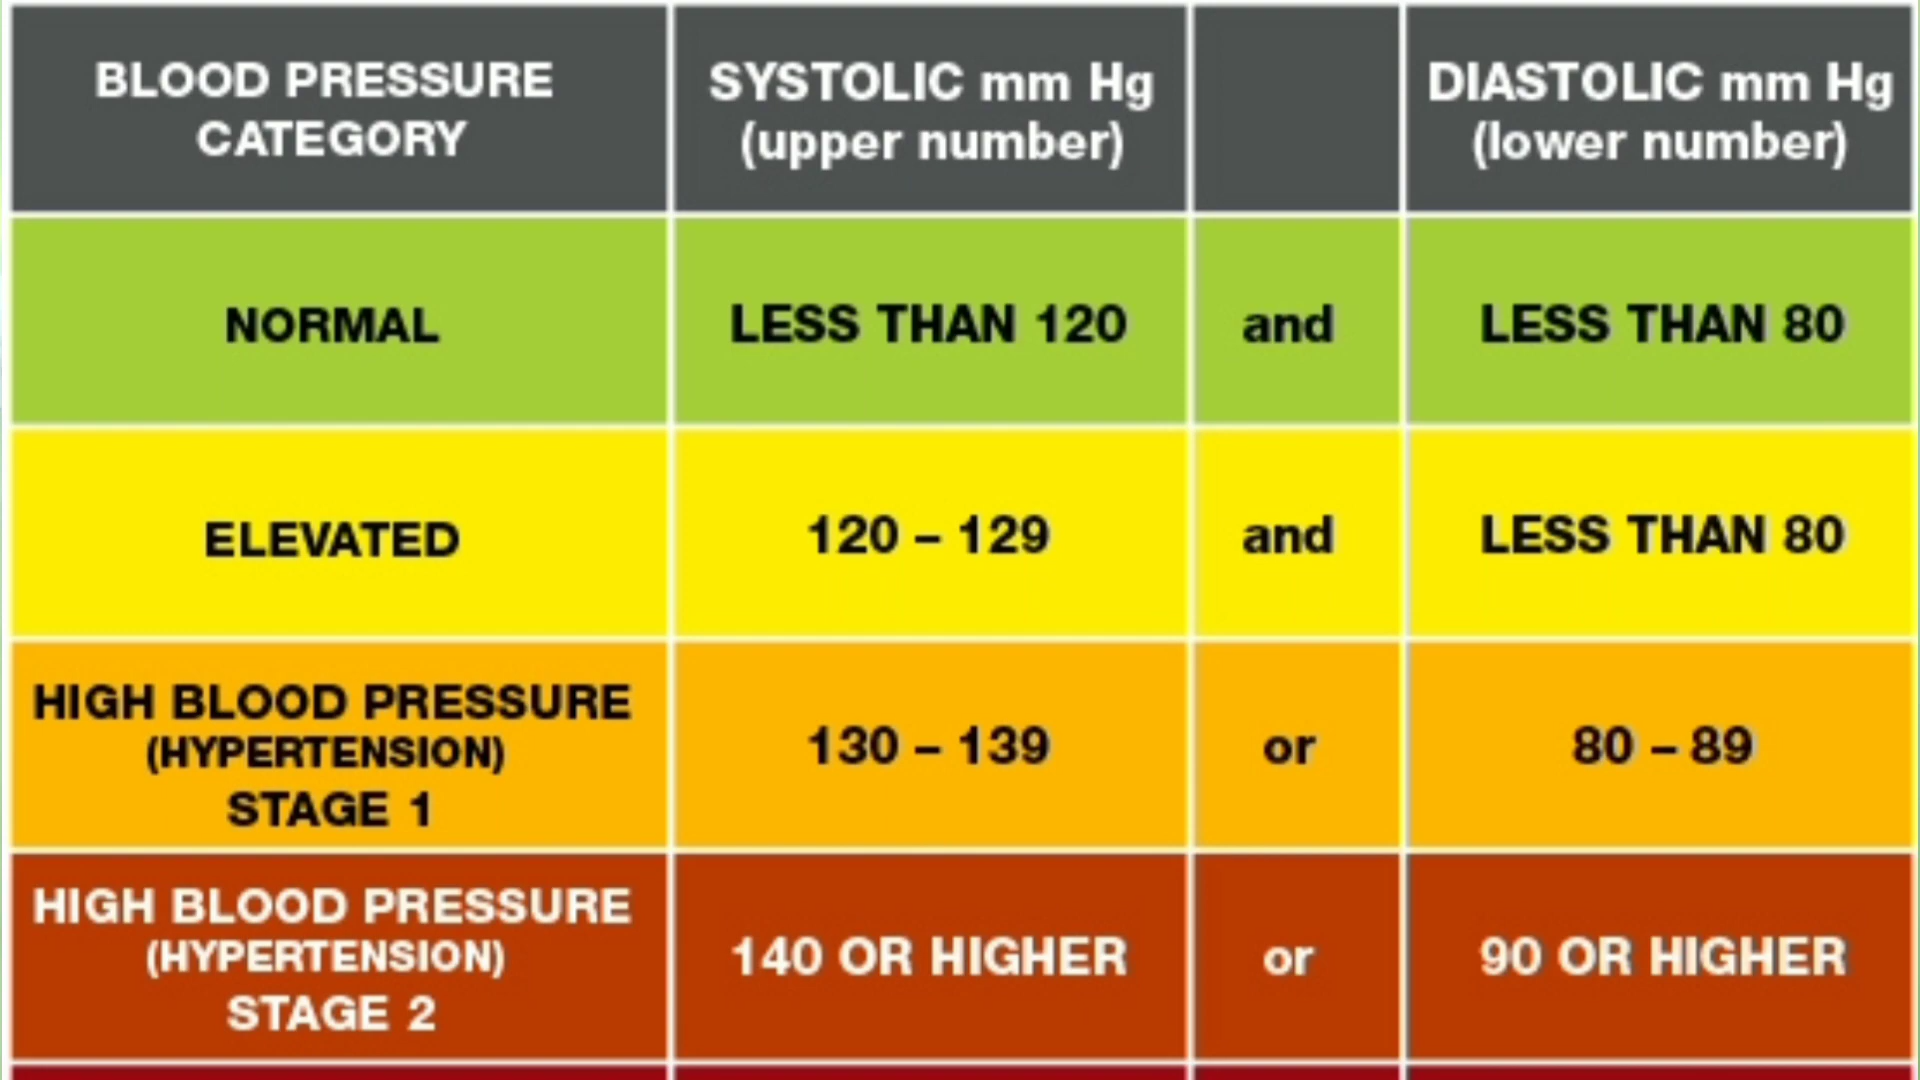 BLOOD PRESSURE
CATEGORY
SYSTOLIC mm Hg
(upper number)
DIASTOLIC mm Hg
(lower number)
NORMAL
LESS THAN 120
and
LESS THAN 80
ELEVATED
120 – 129
and
LESS THAN 80
HIGH BLOOD PRESSURE
(HYPERTENSION)
STAGE 1
130 – 139
or
80 – 89
HIGH BLOOD PRESSURE
(HYPERTENSION)
STAGE 2
140 OR HIGHER
or
90 OR HIGHER